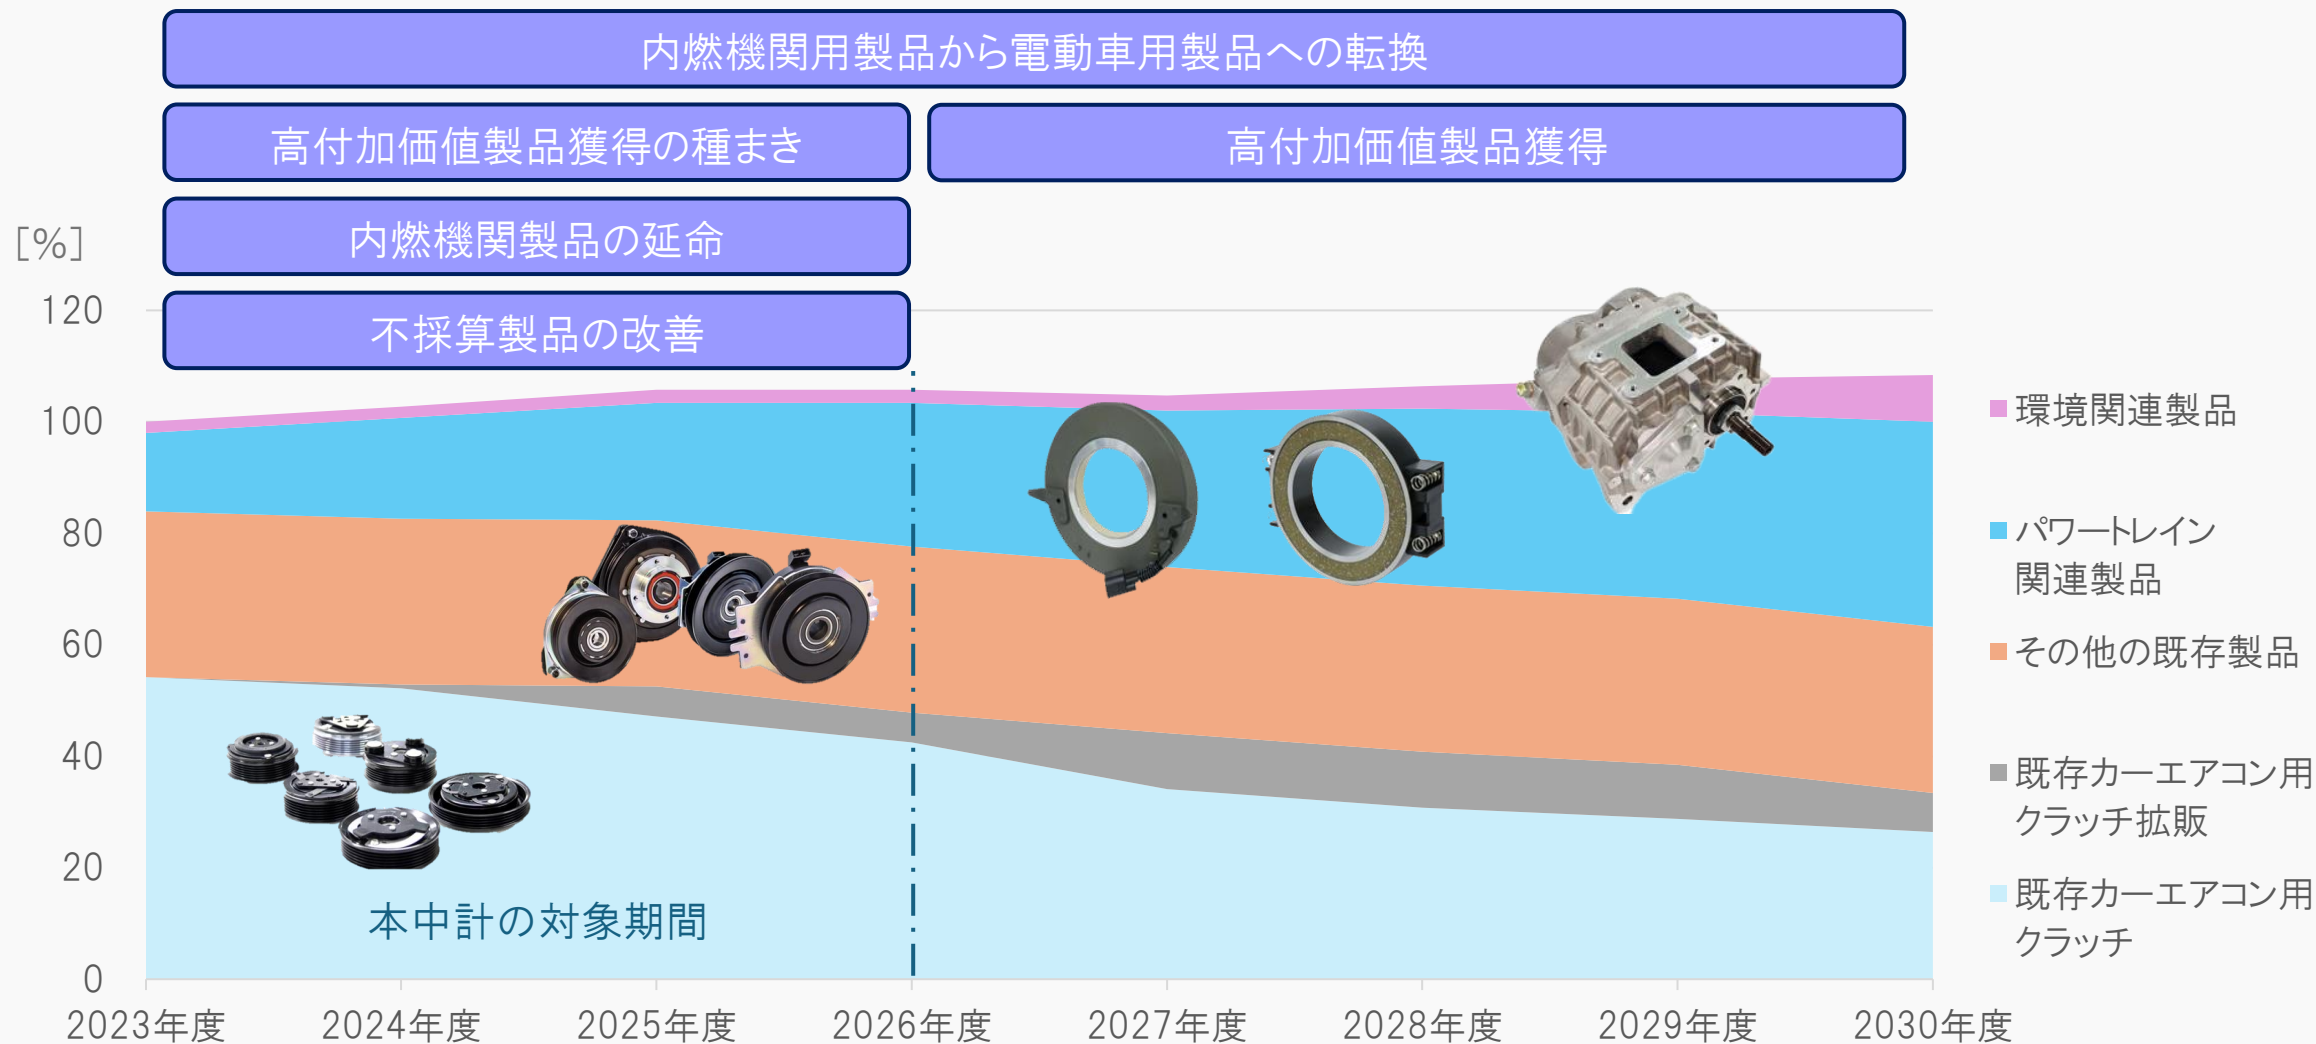 内燃機関用製品から電動車用製品への転換
高付加価値製品獲得の種まき
高付加価値製品獲得
内燃機関製品の延命
不採算製品の改善
[%]
120
100
80
60
40
20
0
本中計の対象期間
2023年度
2024年度
2025年度
2026年度
2027年度
2028年度
2029年度
2030年度
環境関連製品
パワートレイン
関連製品
その他の既存製品
既存カーエアコン用
クラッチ拡販
既存カーエアコン用
クラッチ